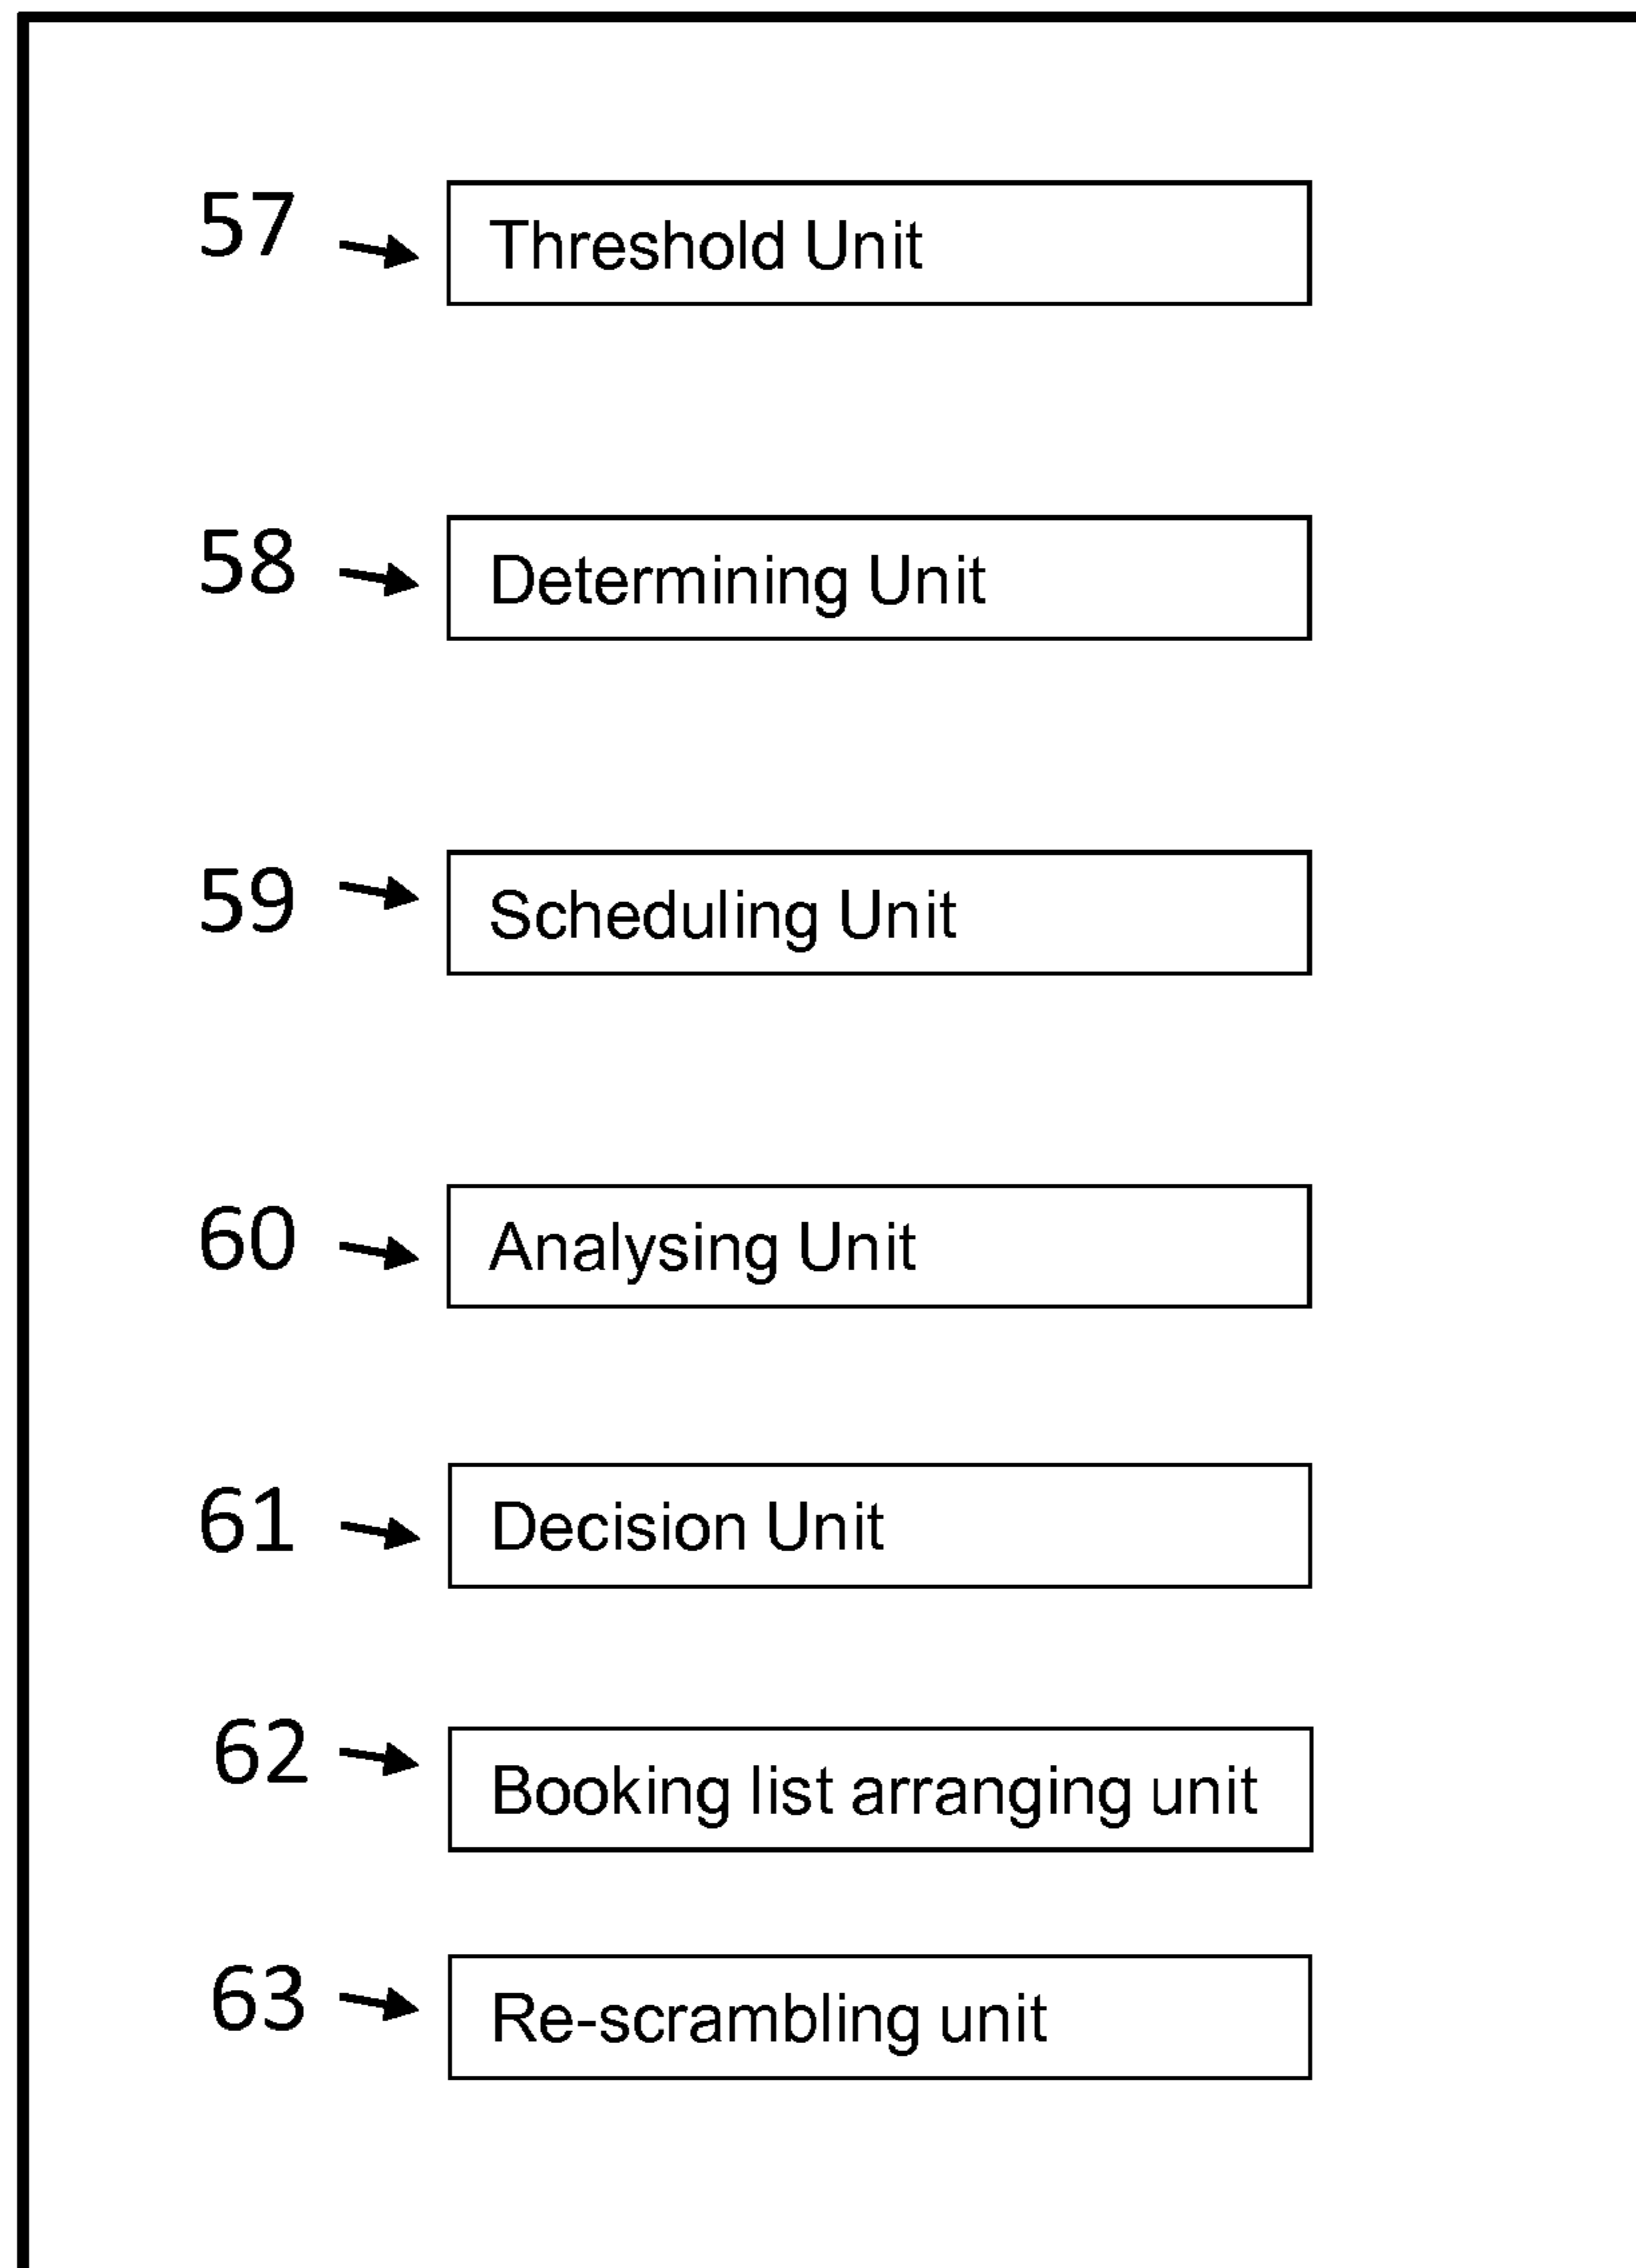 57 Threshold Unit
58 Determining Unit
59 Scheduling Unit
60 Analysing Unit
61 Decision Unit
62 Booking list arranging unit
63 Re-scrambling unit